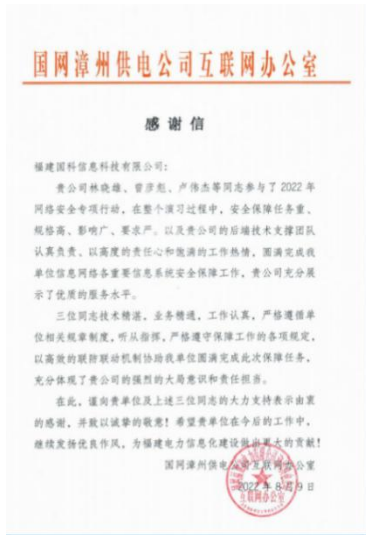 国网漳州供电公司互联网办公室
感谢信
福建国科信息科技有限公司:
贵公司林晓雄、曾彦彪、卢伟杰等同志参与了2022年
网络安全专项行动，在整个演习过程中，安全保障任务重、
规格高、影响广、要求严。以及贵公司的后端技术支撑团队
认真负责、以高度的责任心和饱满的工作热情，圆满完成我
单位信息网络各重要信息系统安全保障工作，贵公司充分展
示了优质的服务水平。
三位同志技术精湛，业务精通，工作认真，严格遵循单
位相关规章制度，听从指挥，严格遵守保障工作的各项规定，
以高效的联防联动机制协助我单位圆满完成此次保障任务，
充分体现了贵公司的强烈的大局意识和责任担当。
在此，谨向贵单位及上述三位同志的大力支持表示由衷
的感谢，并致以诚挚的敬意！希望贵单位在今后的工作中，
继续发扬优良作风，为福建电力信息化建设做出更大的贡献！
国网漳州供电公司互联网办公室
2022年8月9日
互联网办公室